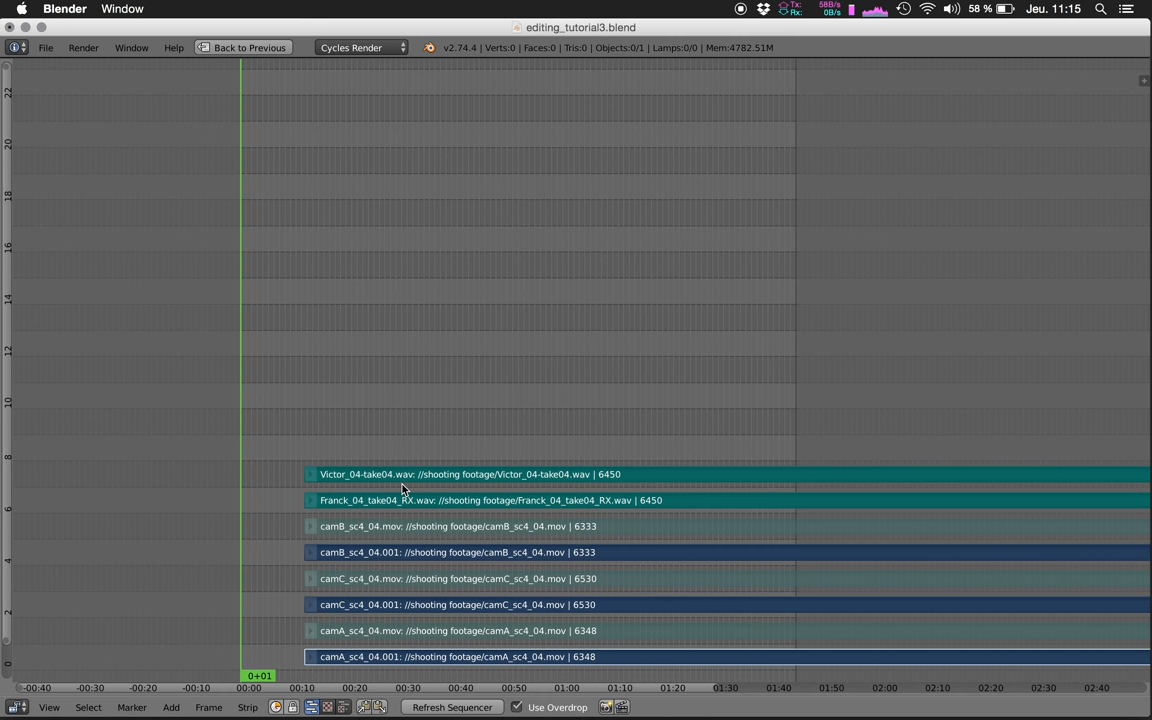 Blender Window Tx: Rx: 58B/s 0B/s 58 % Jeu. 11:15
editing_tutorial3.blend
File Render Window Help Back to Previous Cycles Render v2.74.4 | Verts:0 | Faces:0 | Tris:0 | Objects:0/1 | Lamps:0/0 | Mem:4782.51M
22
20
18
16
14
12
10
8
Victor_04-take04.wav: //shooting footage/Victor_04-take04.wav | 6450
Franck_04_take04_RX.wav: //shooting footage/Franck_04_take04_RX.wav | 6450
6
camB_sc4_04.mov: //shooting footage/camB_sc4_04.mov | 6333
camB_sc4_04.001: //shooting footage/camB_sc4_04.mov | 6333
4
camC_sc4_04.mov: //shooting footage/camC_sc4_04.mov | 6530
camC_sc4_04.001: //shooting footage/camC_sc4_04.mov | 6530
2
camA_sc4_04.mov: //shooting footage/camA_sc4_04.mov | 6348
camA_sc4_04.001: //shooting footage/camA_sc4_04.mov | 6348
0
0+01
-00:40 -00:30 -00:20 -00:10 00:00 00:10 00:20 00:30 00:40 00:50 01:00 01:10 01:20 01:30 01:40 01:50 02:00 02:10 02:20 02:30 02:40
View Select Marker Add Frame Strip Refresh Sequencer Use Overdrop